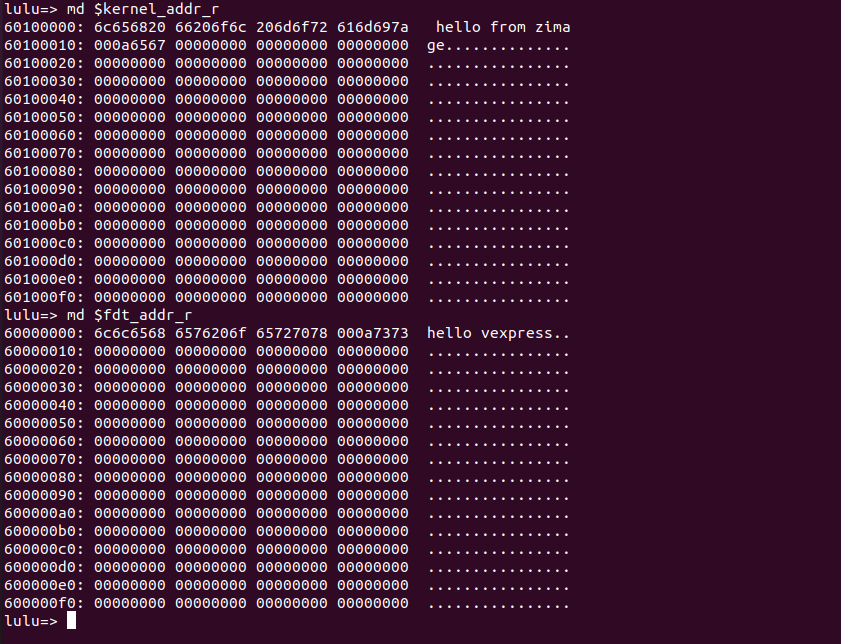 lulu=> md $kernel_addr_r
60100000: 6c656820 66206f6c 206d6f72 616d697a   hello from zima
60100010: 000a6567 00000000 00000000 00000000  ge..............
60100020: 00000000 00000000 00000000 00000000  ................
60100030: 00000000 00000000 00000000 00000000  ................
60100040: 00000000 00000000 00000000 00000000  ................
60100050: 00000000 00000000 00000000 00000000  ................
60100060: 00000000 00000000 00000000 00000000  ................
60100070: 00000000 00000000 00000000 00000000  ................
60100080: 00000000 00000000 00000000 00000000  ................
60100090: 00000000 00000000 00000000 00000000  ................
601000a0: 00000000 00000000 00000000 00000000  ................
601000b0: 00000000 00000000 00000000 00000000  ................
601000c0: 00000000 00000000 00000000 00000000  ................
601000d0: 00000000 00000000 00000000 00000000  ................
601000e0: 00000000 00000000 00000000 00000000  ................
601000f0: 00000000 00000000 00000000 00000000  ................
lulu=> md $fdt_addr_r
60000000: 6c6c6568 6576206f 65727078 000a7373  hello vexpress..
60000010: 00000000 00000000 00000000 00000000  ................
60000020: 00000000 00000000 00000000 00000000  ................
60000030: 00000000 00000000 00000000 00000000  ................
60000040: 00000000 00000000 00000000 00000000  ................
60000050: 00000000 00000000 00000000 00000000  ................
60000060: 00000000 00000000 00000000 00000000  ................
60000070: 00000000 00000000 00000000 00000000  ................
60000080: 00000000 00000000 00000000 00000000  ................
60000090: 00000000 00000000 00000000 00000000  ................
600000a0: 00000000 00000000 00000000 00000000  ................
600000b0: 00000000 00000000 00000000 00000000  ................
600000c0: 00000000 00000000 00000000 00000000  ................
600000d0: 00000000 00000000 00000000 00000000  ................
600000e0: 00000000 00000000 00000000 00000000  ................
600000f0: 00000000 00000000 00000000 00000000  ................
lulu=>